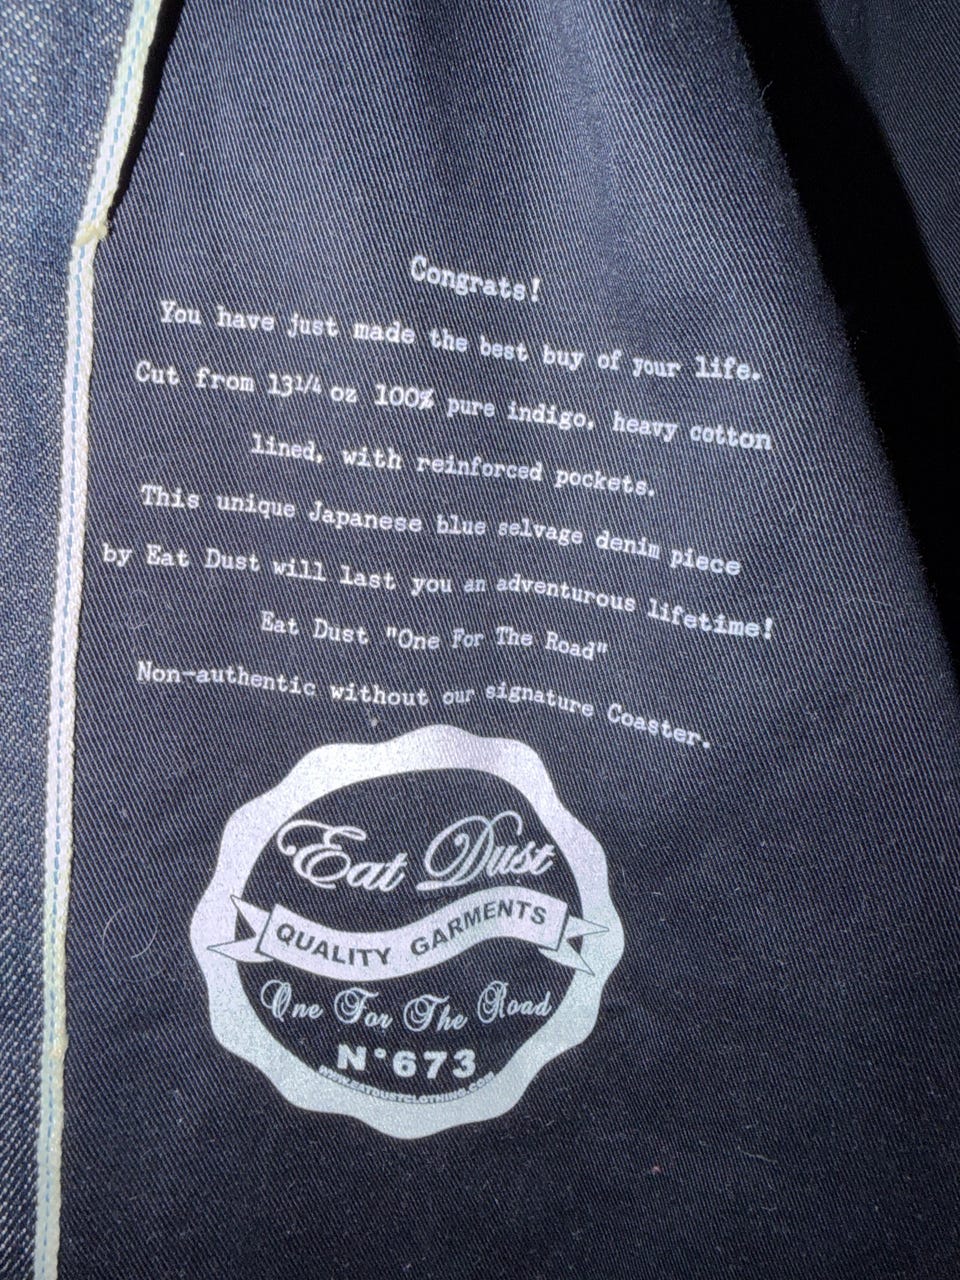 Congrats!
You have just made the best buy of your life.
Cut from 13 1/4 oz 100% pure indigo, heavy cotton
lined, with reinforced pockets.
This unique Japanese blue selvage denim piece
by Eat Dust will last you an adventurous lifetime!
Eat Dust "One For The Road"
Non-authentic without our signature Coaster.
Eat Dust
QUALITY GARMENTS
One For The Road
N°673
WWW.EATDUSTCLOTHING.COM